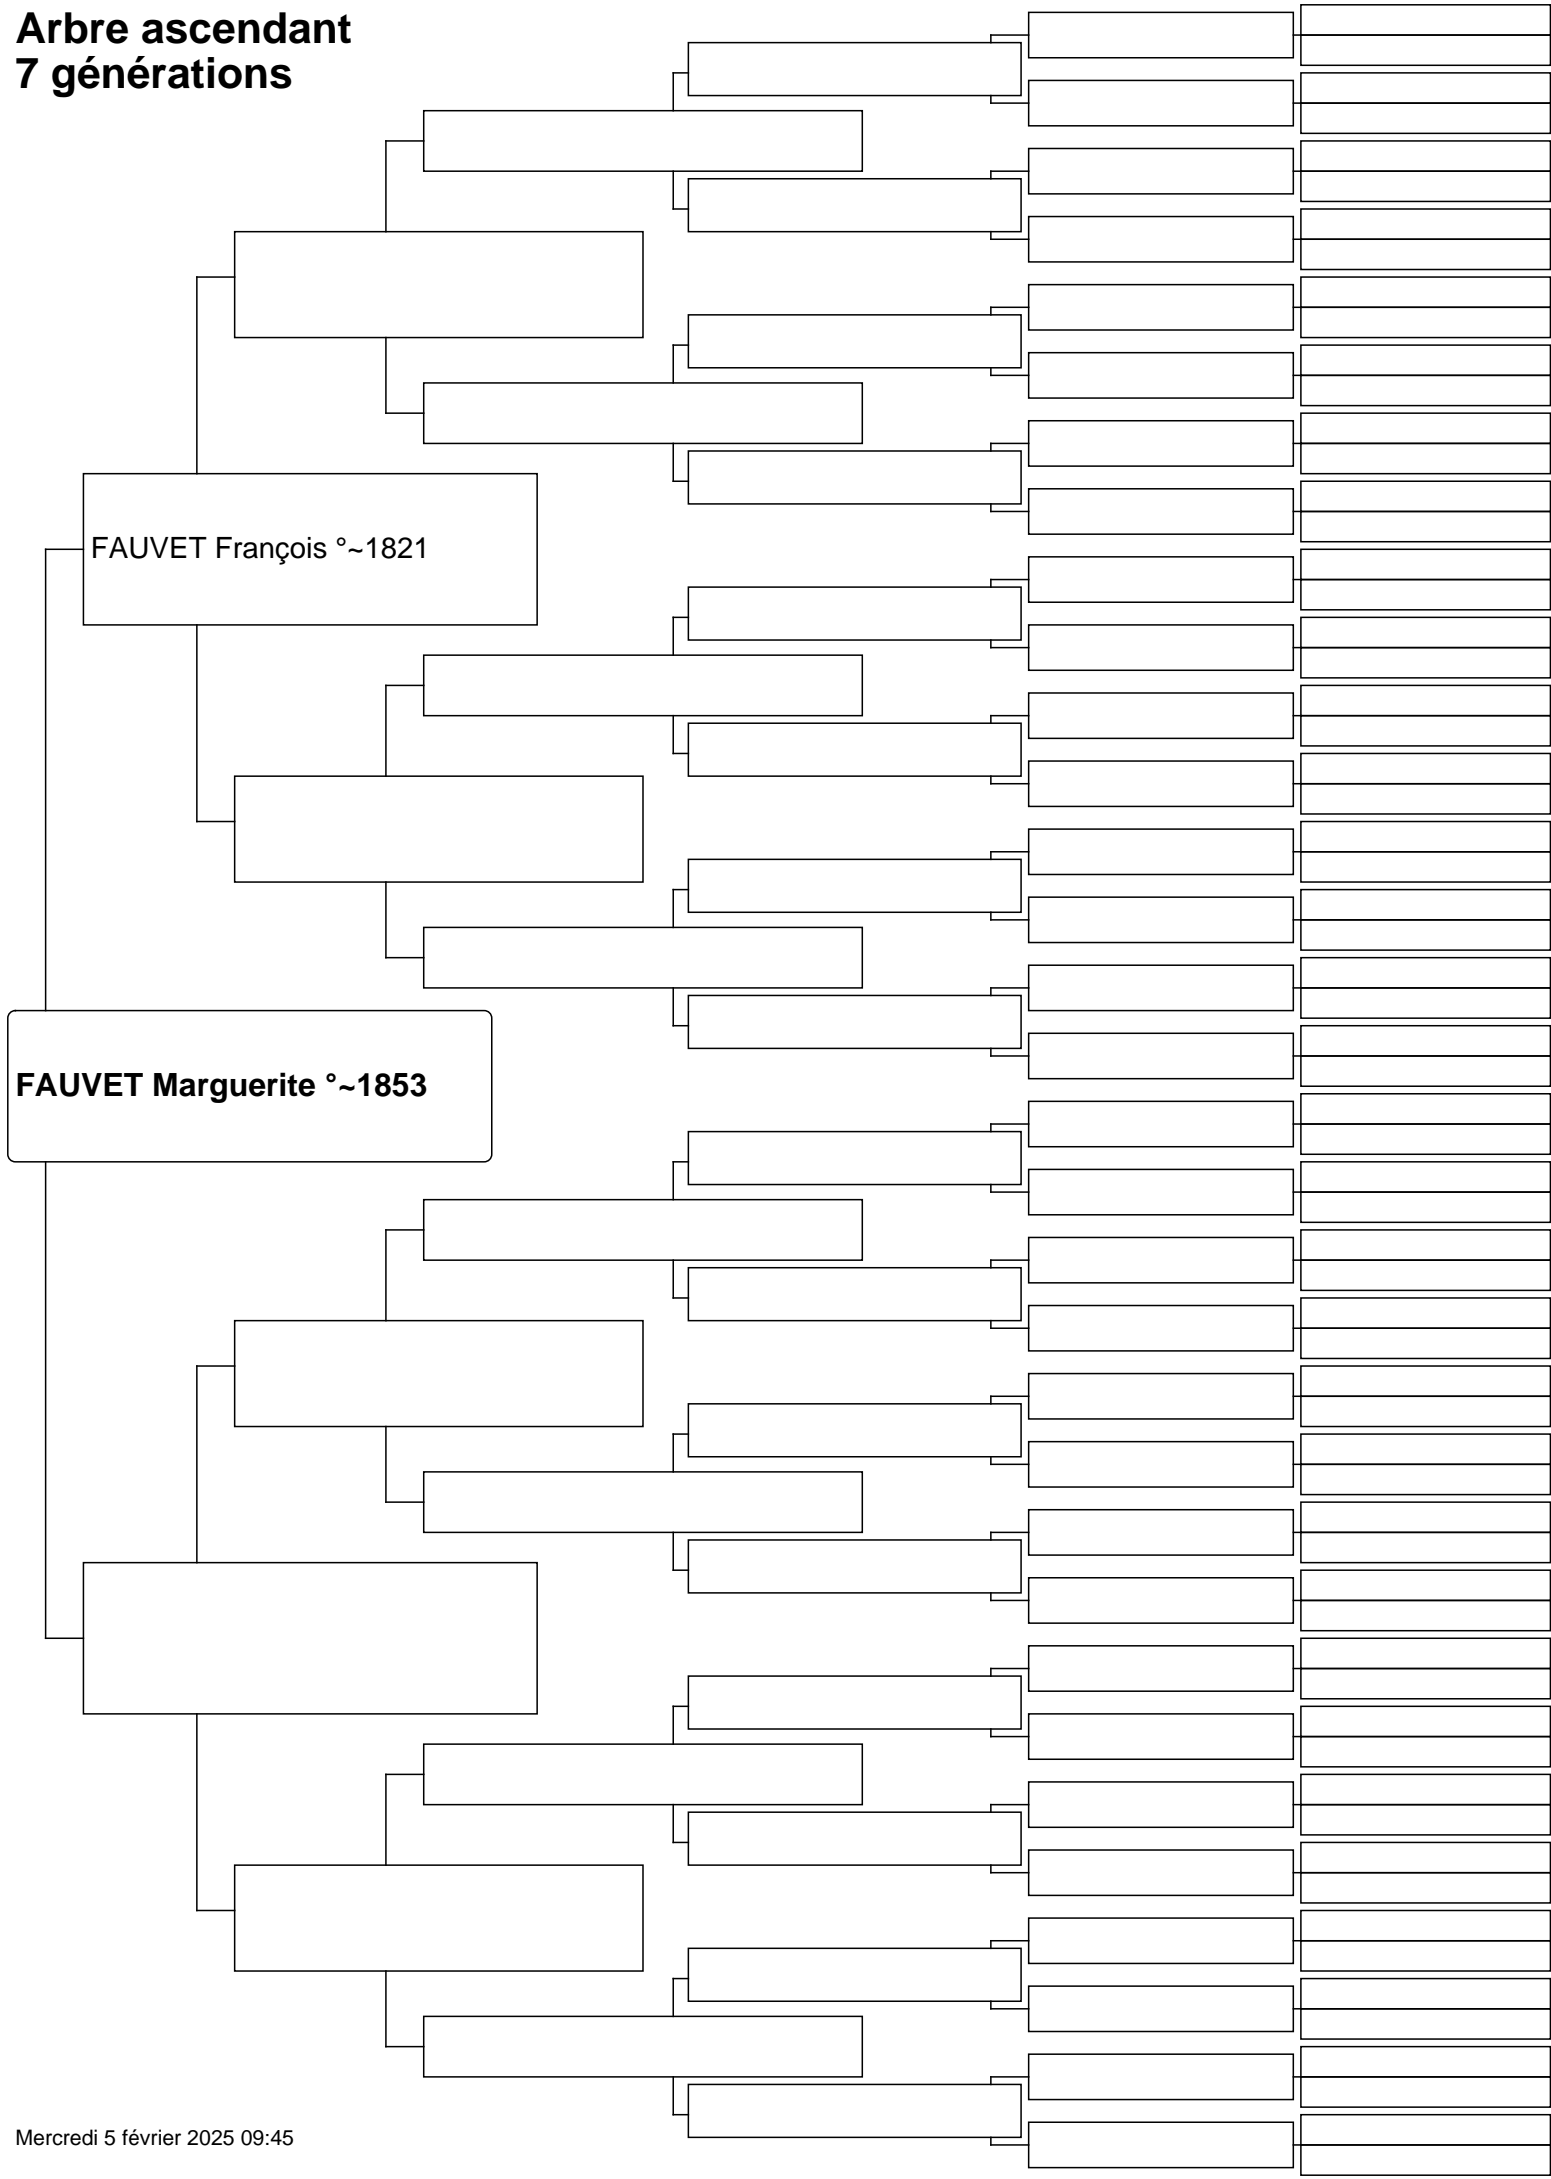 Arbre ascendant
7 générations
FAUVET François °~1821
FAUVET Marguerite °~1853
Mercredi 5 février 2025 09:45